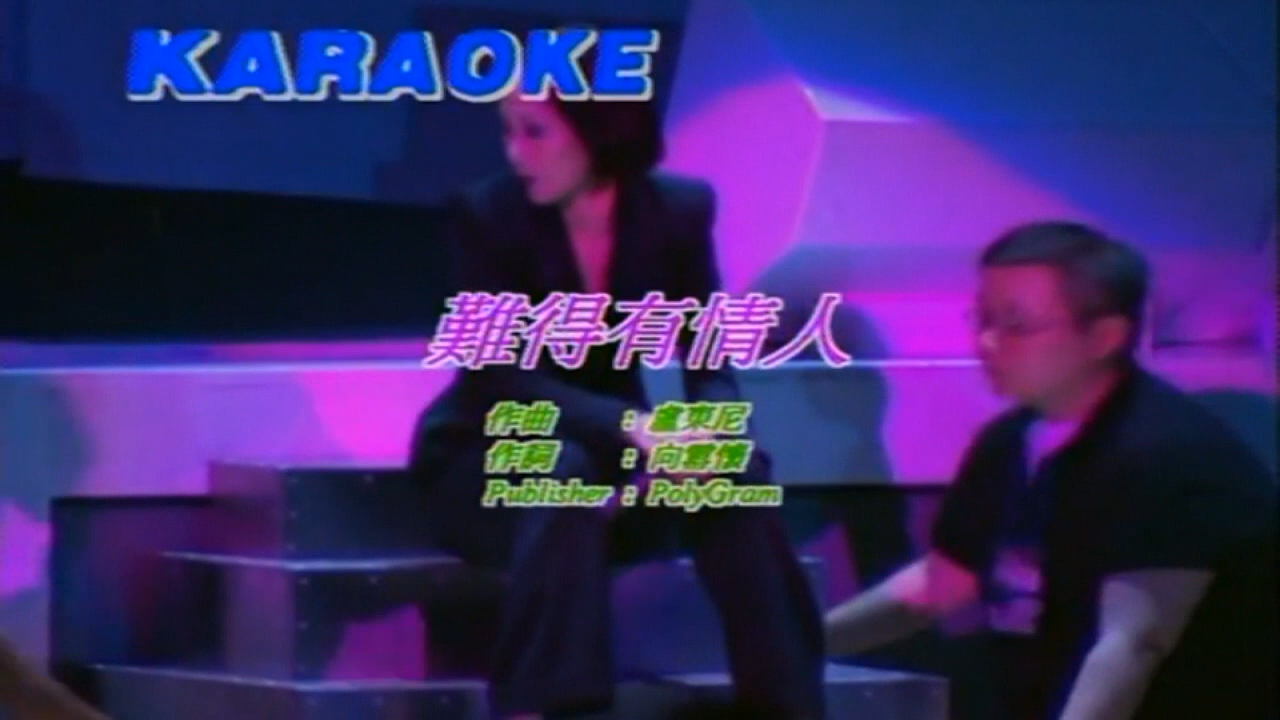 KARAOKE
難得有情人
作曲 : 盧東尼
作詞 : 向雪懷
Publisher : PolyGram